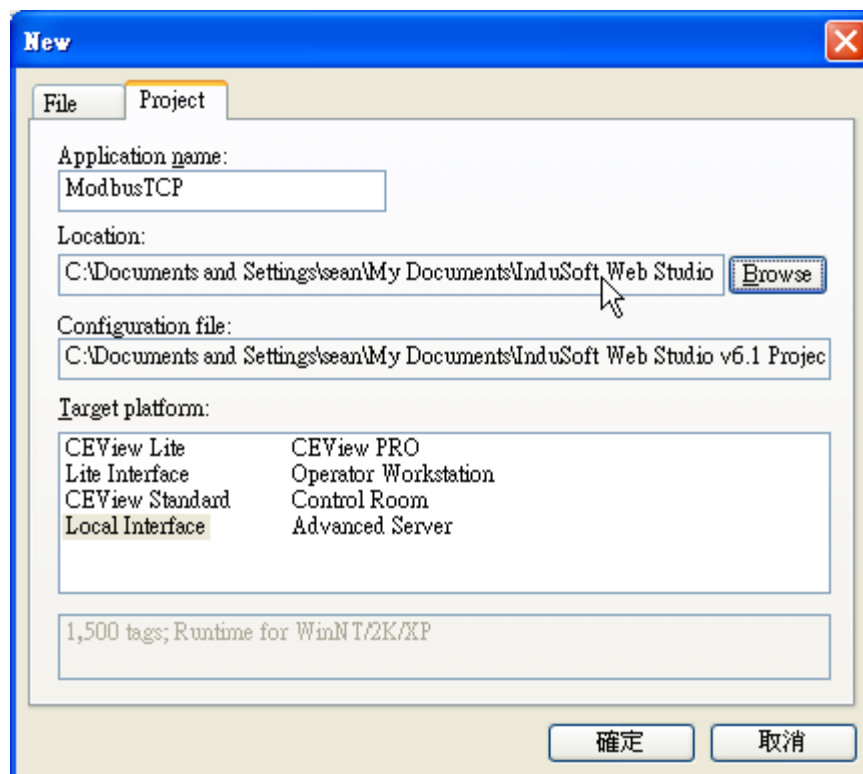 New
File
Project
Application name:
ModbusTCP
Location:
C:\Documents and Settings\sean\My Documents\InduSoft Web Studio
Browse
Configuration file:
C:\Documents and Settings\sean\My Documents\InduSoft Web Studio v6.1 Projec
Target platform:
CEView Lite CEView PRO
Lite Interface Operator Workstation
CEView Standard Control Room
Local Interface Advanced Server
1,500 tags; Runtime for WinNT/2K/XP
確定 取消